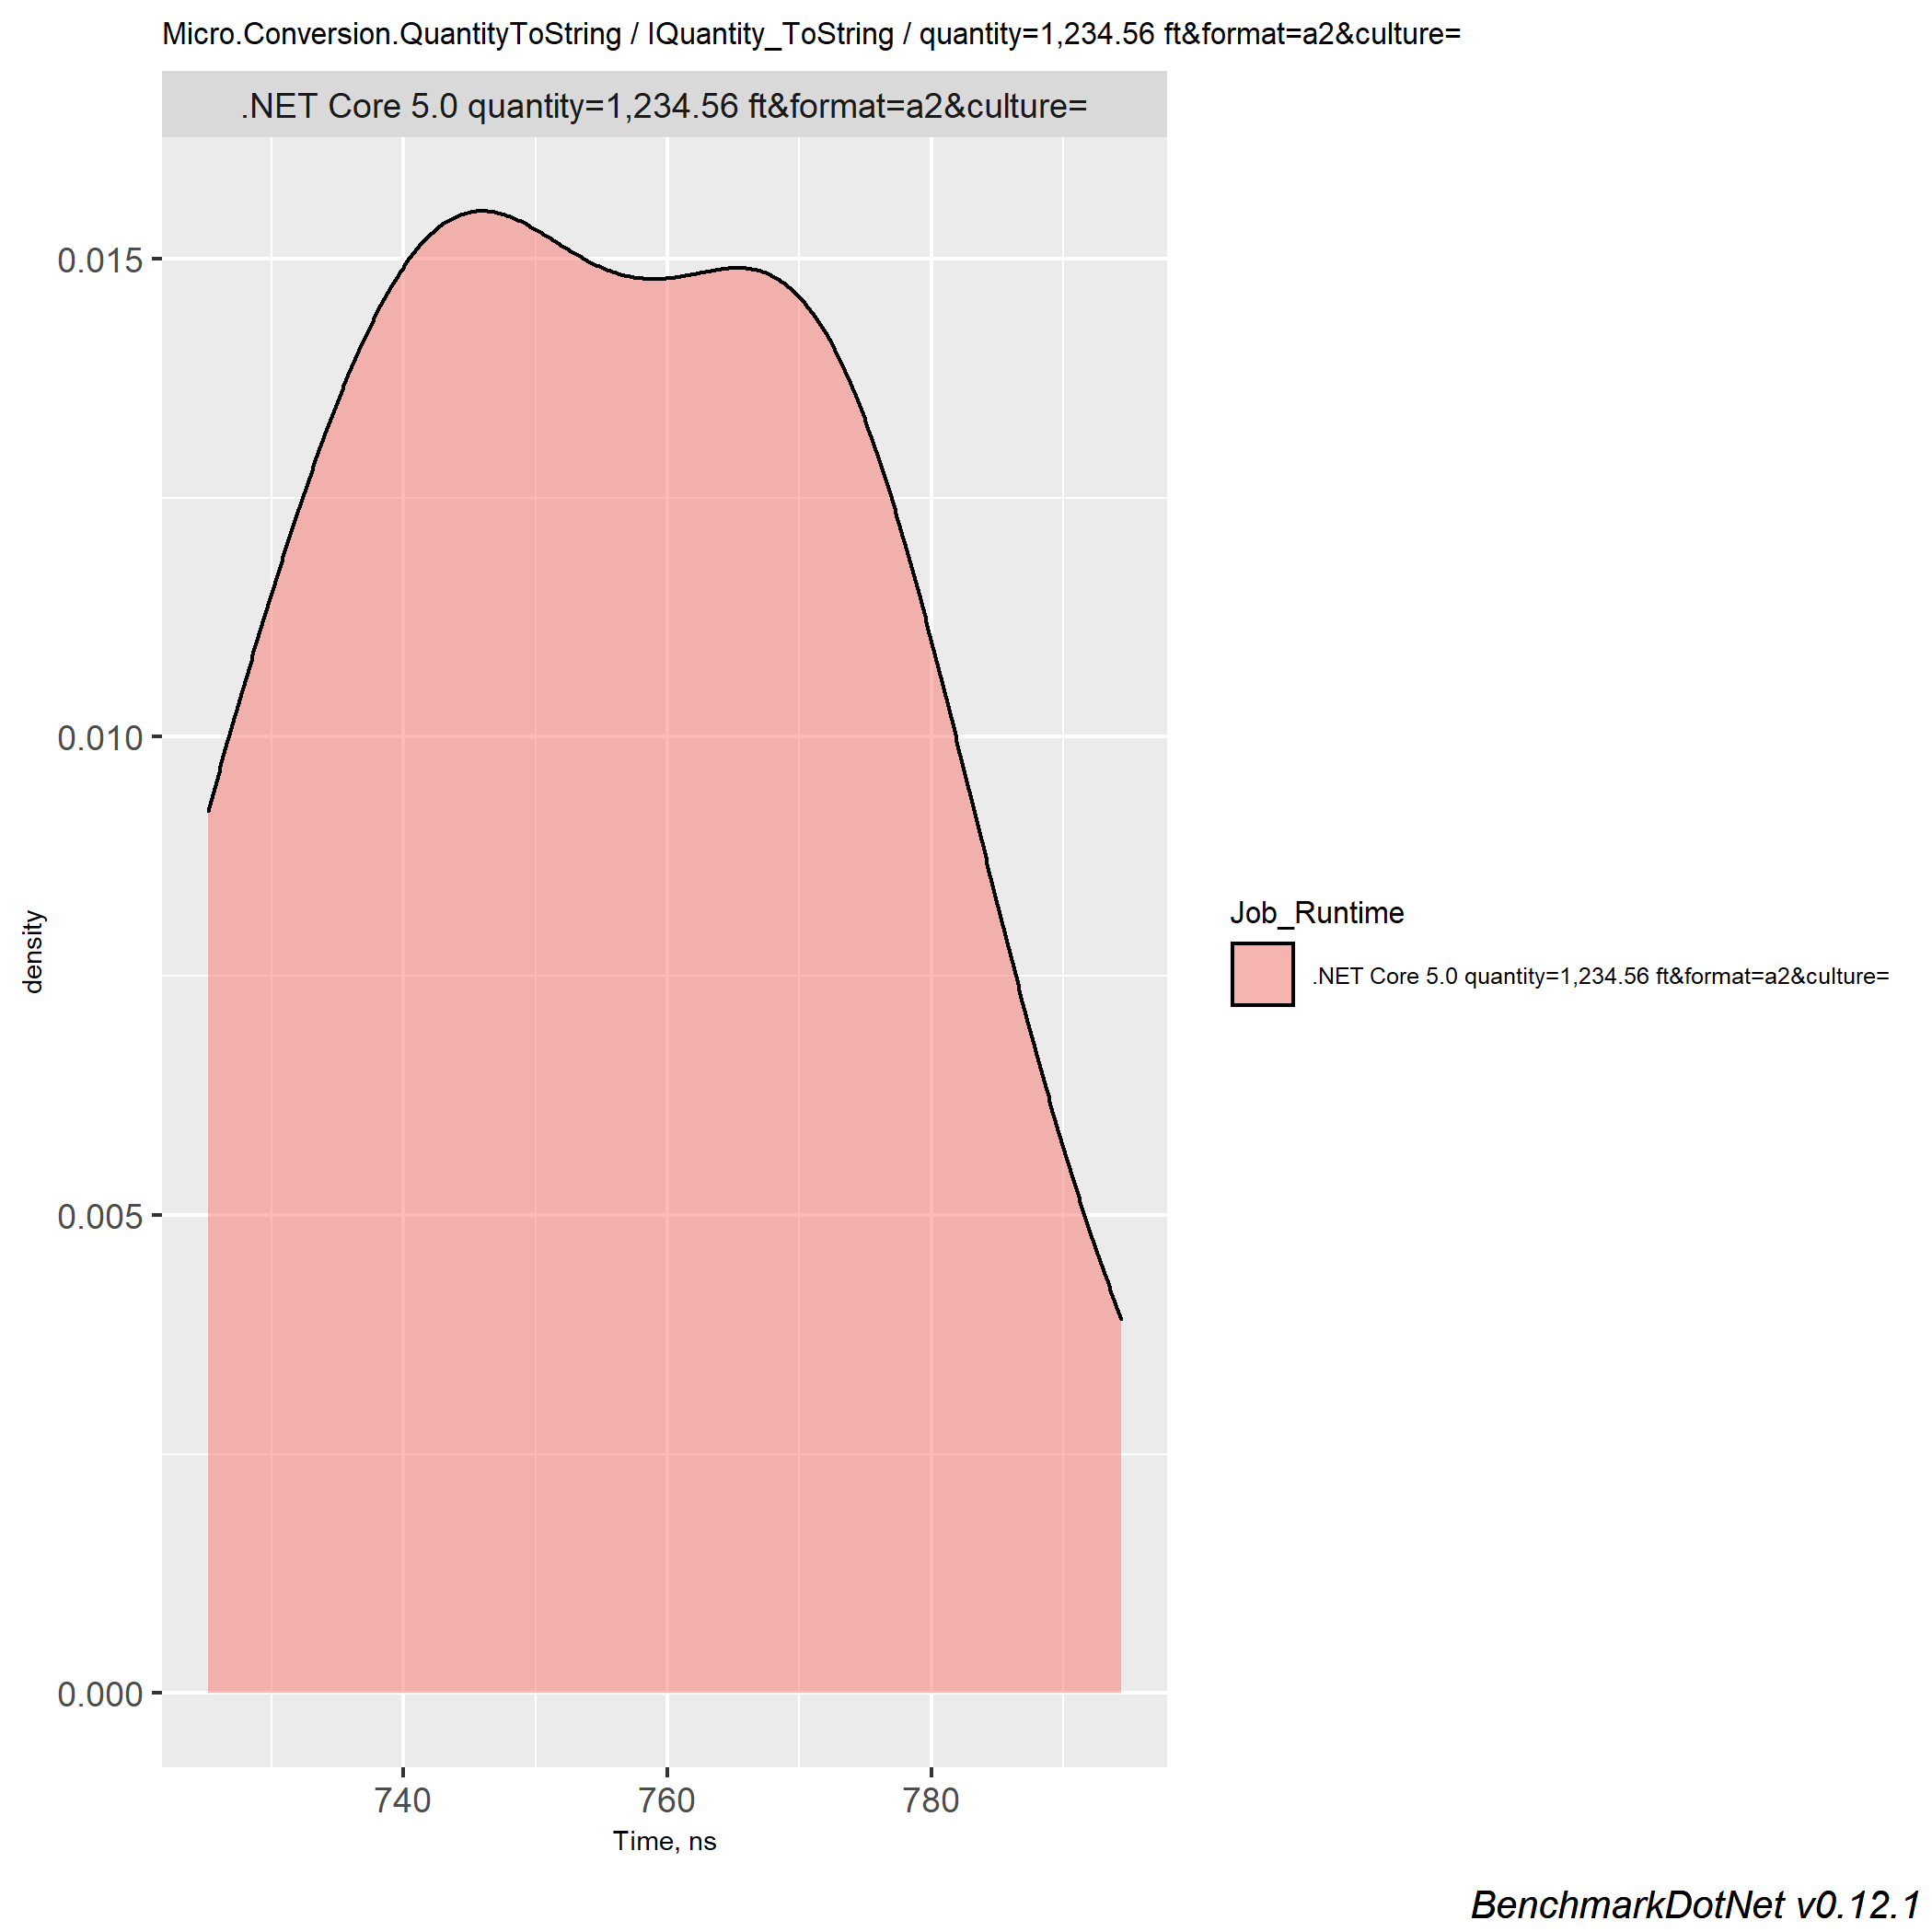 Micro.Conversion.QuantityToString / IQuantity_ToString / quantity=1,234.56 ft&format=a2&culture=
.NET Core 5.0 quantity=1,234.56 ft&format=a2&culture=
0.015
0.010
0.005
0.000
density
740 760 780
Time, ns
Job_Runtime
.NET Core 5.0 quantity=1,234.56 ft&format=a2&culture=
BenchmarkDotNet v0.12.1